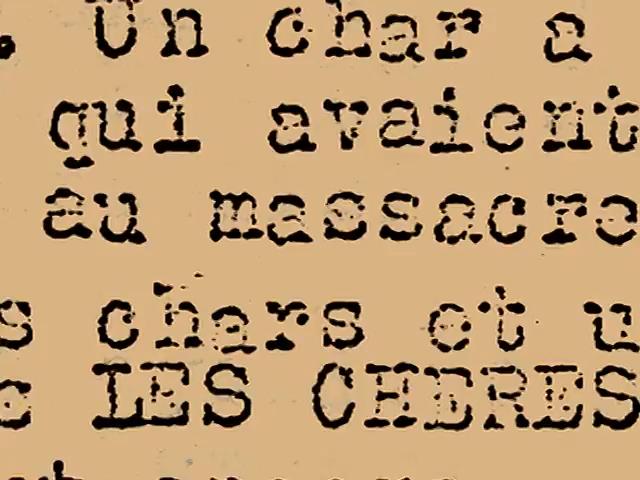 . Un char a
qui avaient
au massacre
s chars et u
e LES CHERES